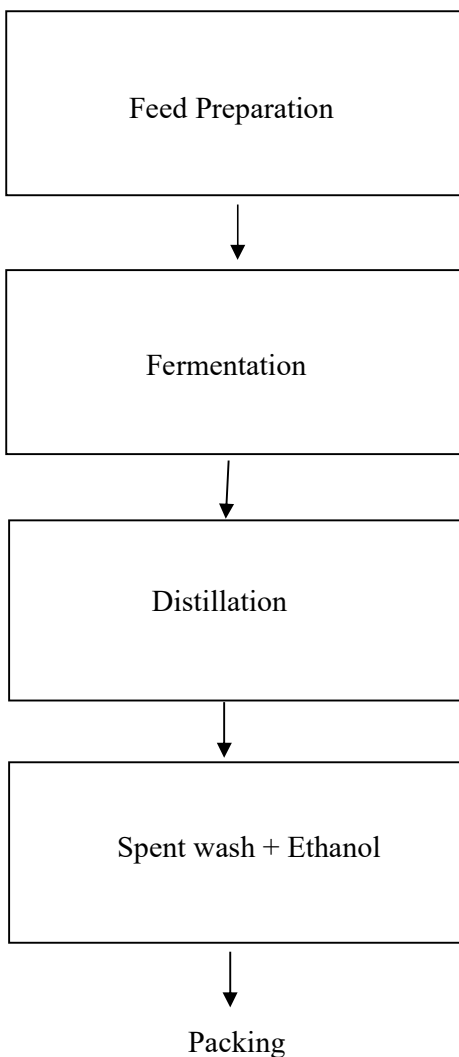 Feed Preparation
Fermentation
Distillation
Spent wash + Ethanol
Packing